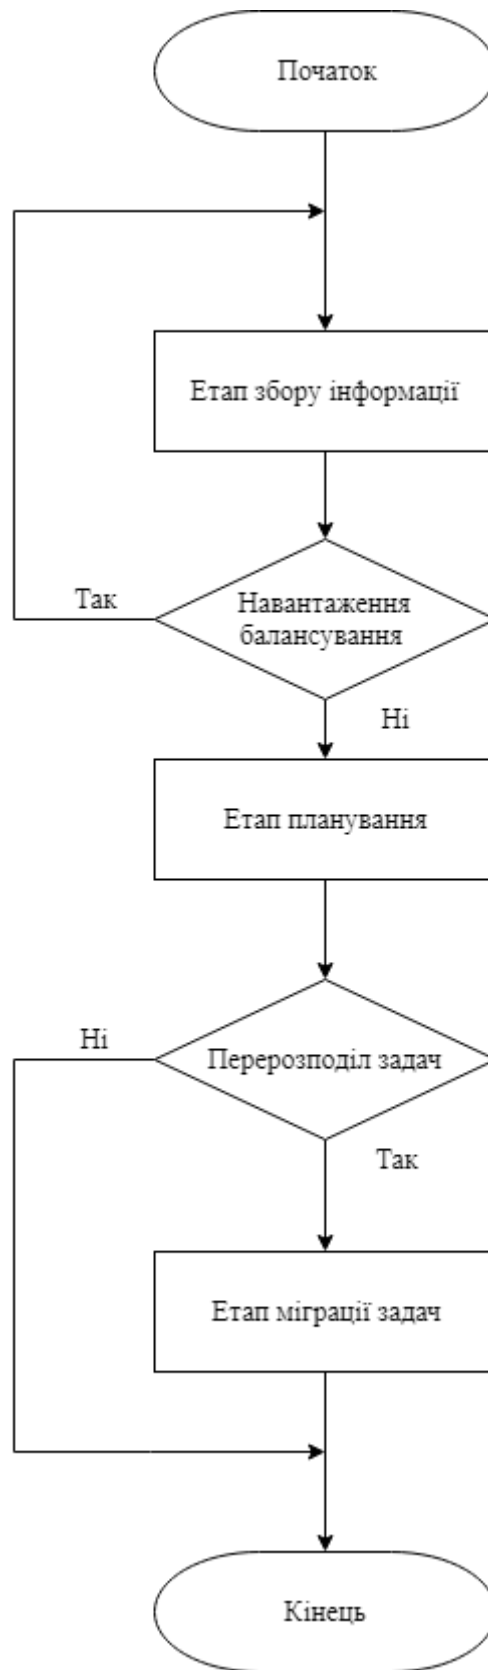 Початок
Етап збору інформації
Так
Навантаження
балансування
Ні
Етап планування
Ні
Перерозподіл задач
Так
Етап міграції задач
Кінець